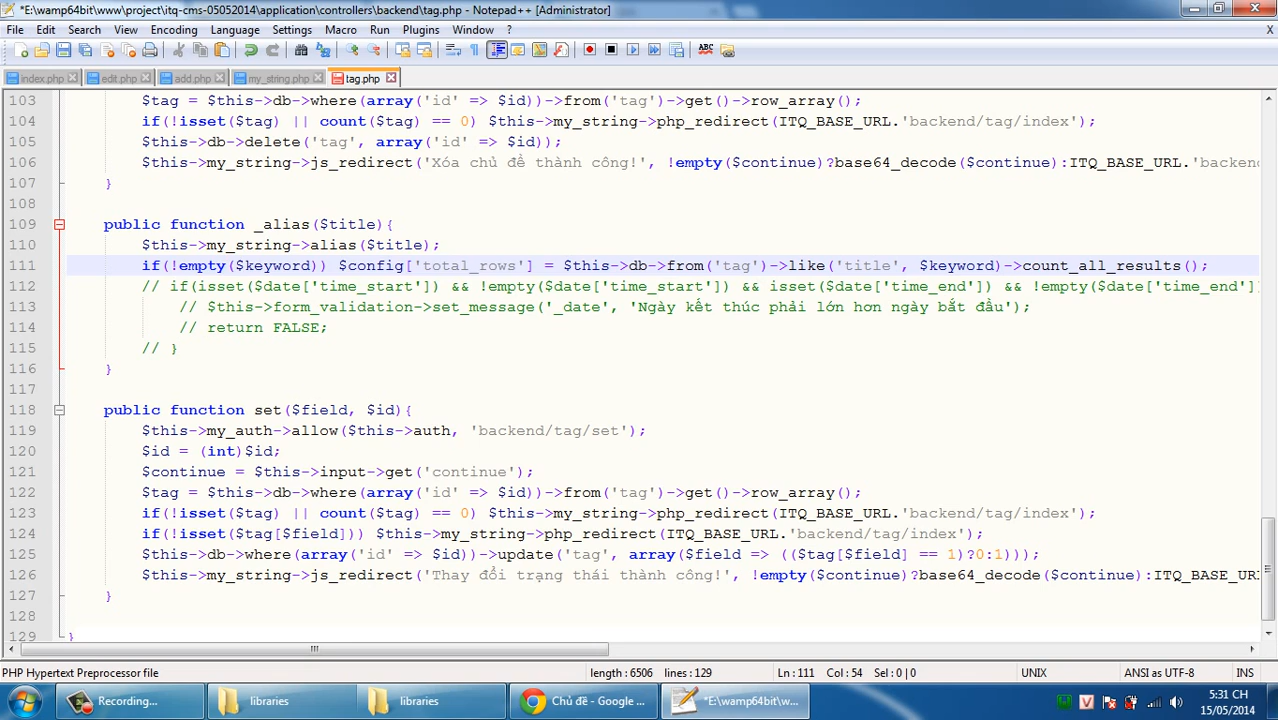 *E:\wamp64bit\www\project\itq-cms-05052014\application\controllers\backend\tag.php - Notepad++ [Administrator]
File Edit Search View Encoding Language Settings Macro Run Plugins Window ? X
index.php edit.php add.php my_string.php tag.php
103 $tag = $this->db->where(array('id' => $id))->from('tag')->get()->row_array();
104 if(!isset($tag) || count($tag) == 0) $this->my_string->php_redirect(ITQ_BASE_URL.'backend/tag/index');
105 $this->db->delete('tag', array('id' => $id));
106 $this->my_string->js_redirect('Xóa chủ đề thành công!', !empty($continue)?base64_decode($continue):ITQ_BASE_URL.'backen
107 }
108
109 public function _alias($title){
110 $this->my_string->alias($title);
111 if(!empty($keyword)) $config['total_rows'] = $this->db->from('tag')->like('title', $keyword)->count_all_results();
112 // if(isset($date['time_start']) && !empty($date['time_start']) && isset($date['time_end']) && !empty($date['time_end']
113 // $this->form_validation->set_message('_date', 'Ngày kết thúc phải lớn hơn ngày bắt đầu');
114 // return FALSE;
115 // }
116 }
117
118 public function set($field, $id){
119 $this->my_auth->allow($this->auth, 'backend/tag/set');
120 $id = (int)$id;
121 $continue = $this->input->get('continue');
122 $tag = $this->db->where(array('id' => $id))->from('tag')->get()->row_array();
123 if(!isset($tag) || count($tag) == 0) $this->my_string->php_redirect(ITQ_BASE_URL.'backend/tag/index');
124 if(!isset($tag[$field])) $this->my_string->php_redirect(ITQ_BASE_URL.'backend/tag/index');
125 $this->db->where(array('id' => $id))->update('tag', array($field => (($tag[$field] == 1)?0:1)));
126 $this->my_string->js_redirect('Thay đổi trạng thái thành công!', !empty($continue)?base64_decode($continue):ITQ_BASE_UR
127 }
128
129 }
PHP Hypertext Preprocessor file length : 6506 lines : 129 Ln : 111 Col : 54 Sel : 0 | 0 UNIX ANSI as UTF-8 INS
Recording... libraries libraries Chủ đề - Google ... *E:\wamp64bit\w... 5:31 CH
15/05/2014